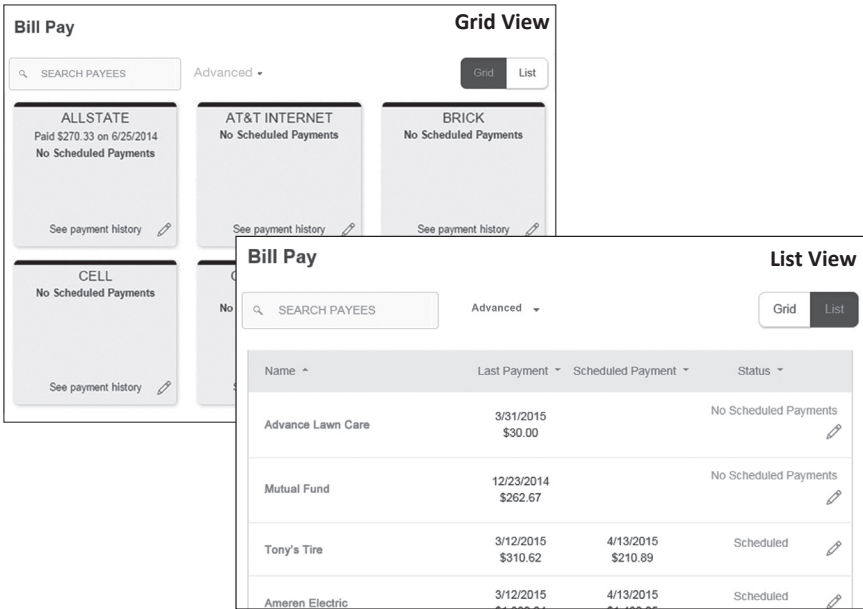 Bill Pay
Grid View
SEARCH PAYEES
Advanced
Grid
List
ALLSTATE
Paid $270.33 on 6/25/2014
No Scheduled Payments
See payment history
AT&T INTERNET
No Scheduled Payments
See payment history
BRICK
No Scheduled Payments
See payment history
CELL
No Scheduled Payments
See payment history
No
Bill Pay
List View
SEARCH PAYEES
Advanced
Grid
List
Name Last Payment Scheduled Payment Status
Advance Lawn Care
3/31/2015
$30.00
No Scheduled Payments
Mutual Fund
12/23/2014
$262.67
No Scheduled Payments
Tony's Tire
3/12/2015
$310.62
4/13/2015
$210.89
Scheduled
Ameren Electric
3/12/2015
4/13/2015
Scheduled